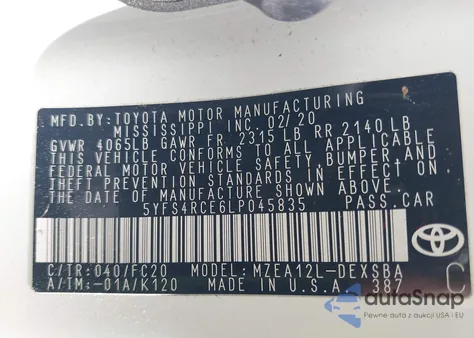 MFD.BY: TOYOTA MOTOR MANUFACTURING
MISSISSIPPI INC. 02/20
GVWR 4065LB GAWR FR 2315 LB RR 2140 LB
THIS VEHICLE CONFORMS TO ALL APPLICABLE
FEDERAL MOTOR VEHICLE SAFETY, BUMPER, AND
THEFT PREVENTION STANDARDS IN EFFECT ON
THE DATE OF MANUFACTURE SHOWN ABOVE.
5YFS4RCE6LP045835 PASS.CAR
TOYOTA
C/TR: 040/FC20 MODEL: MZEA12L-DEXSBA
A/TM: -01A/K120 MADE IN U.S.A. 387 C
autaSnap
Pewne auta z aukcji w USA i EU